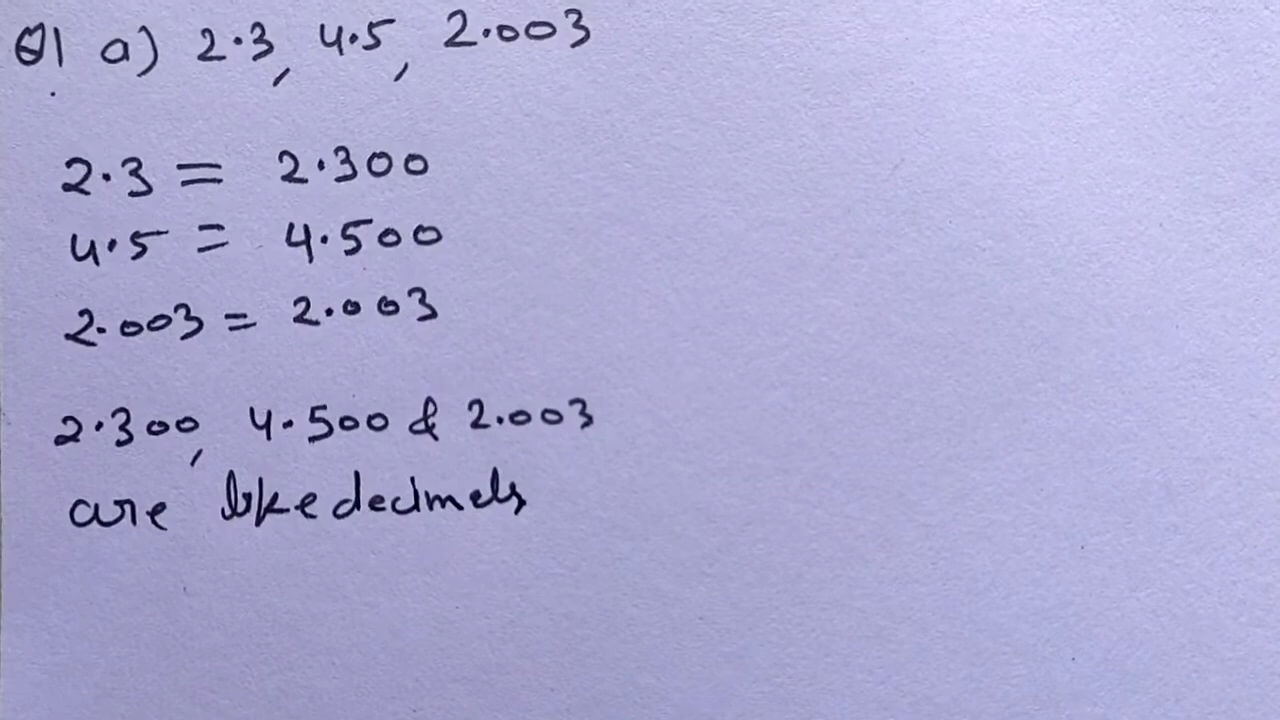 Q1 a) 2.3, 4.5, 2.003
2.3 = 2.300
4.5 = 4.500
2.003 = 2.003
2.300, 4.500 & 2.003
are like decimels